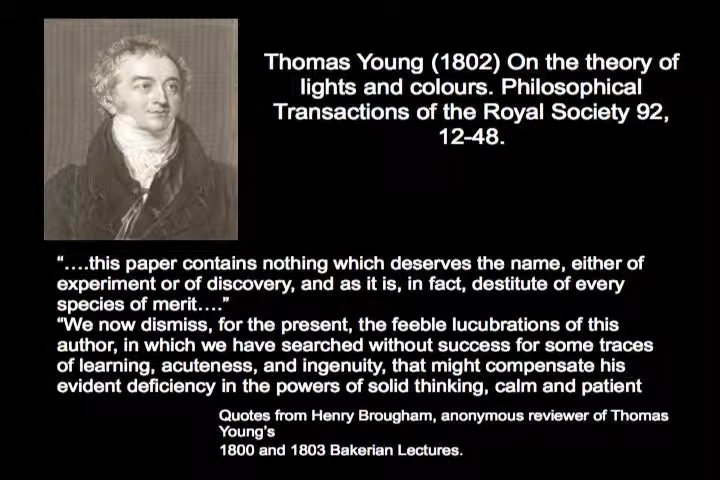 Thomas Young (1802) On the theory of
lights and colours. Philosophical
Transactions of the Royal Society 92,
12-48.
“....this paper contains nothing which deserves the name, either of
experiment or of discovery, and as it is, in fact, destitute of every
species of merit....”
“We now dismiss, for the present, the feeble lucubrations of this
author, in which we have searched without success for some traces
of learning, acuteness, and ingenuity, that might compensate his
evident deficiency in the powers of solid thinking, calm and patient
Quotes from Henry Brougham, anonymous reviewer of Thomas
Young’s
1800 and 1803 Bakerian Lectures.